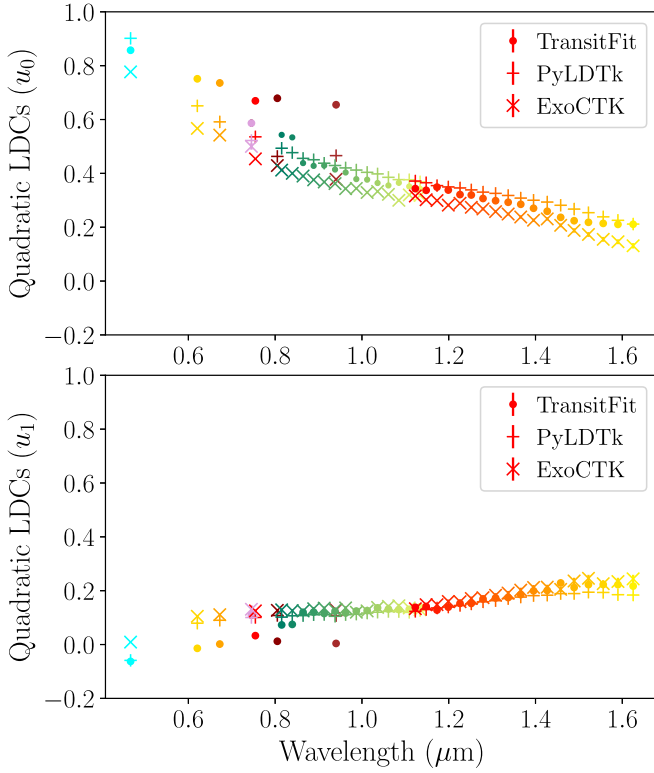 1.0
0.8
0.6
0.4
0.2
0.0
−0.2
Quadratic LDCs (u0)
TransitFit
PyLDTk
ExoCTK
0.6 0.8 1.0 1.2 1.4 1.6
1.0
0.8
0.6
0.4
0.2
0.0
−0.2
Quadratic LDCs (u1)
TransitFit
PyLDTk
ExoCTK
0.6 0.8 1.0 1.2 1.4 1.6
Wavelength (μm)